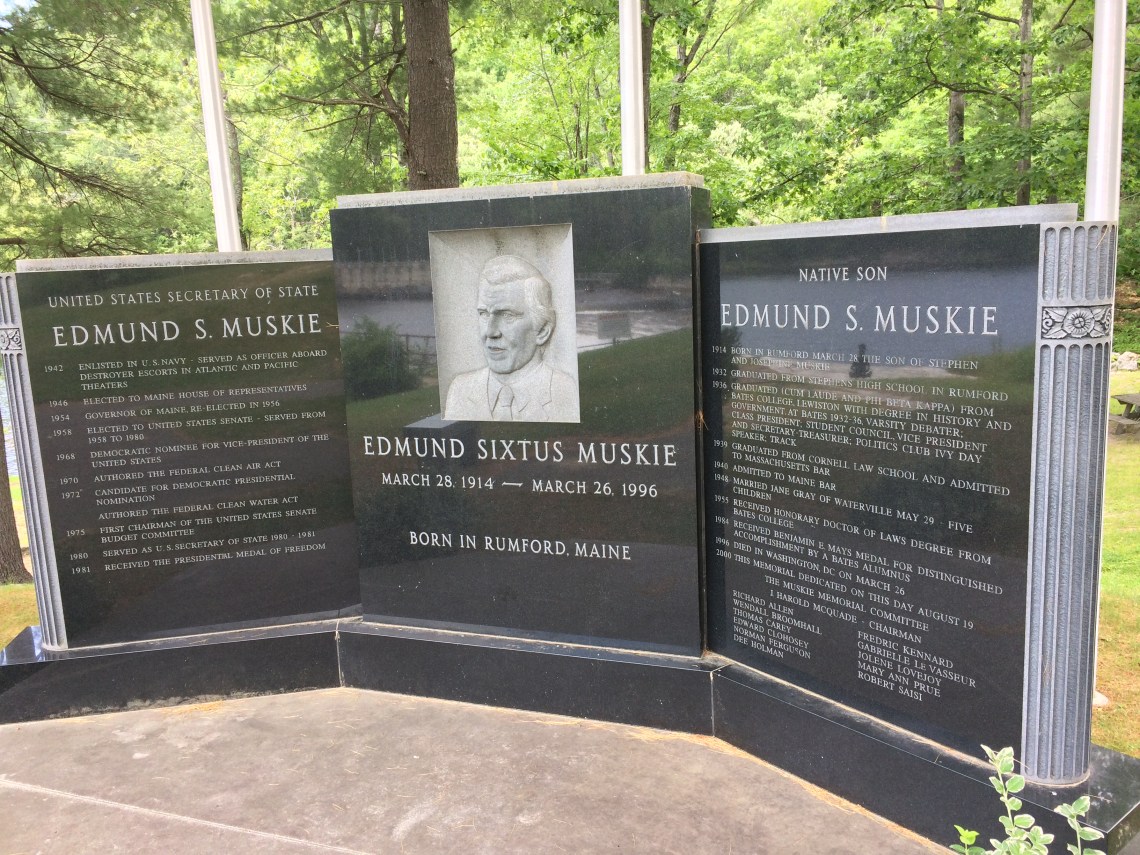 UNITED STATES SECRETARY OF STATE
EDMUND S. MUSKIE
1942 ENLISTED IN U.S. NAVY - SERVED AS OFFICER ABOARD
DESTROYER ESCORTS IN ATLANTIC AND PACIFIC
THEATERS
1946 ELECTED TO MAINE HOUSE OF REPRESENTATIVES
1954 GOVERNOR OF MAINE, RE-ELECTED IN 1956
1958 ELECTED TO UNITED STATES SENATE - SERVED FROM
1958 TO 1980
1968 DEMOCRATIC NOMINEE FOR VICE-PRESIDENT OF THE
UNITED STATES
1970 AUTHORED THE FEDERAL CLEAN AIR ACT
1972 CANDIDATE FOR DEMOCRATIC PRESIDENTIAL
NOMINATION
AUTHORED THE FEDERAL CLEAN WATER ACT
1975 FIRST CHAIRMAN OF THE UNITED STATES SENATE
BUDGET COMMITTEE
1980 SERVED AS U.S. SECRETARY OF STATE 1980 - 1981
1981 RECEIVED THE PRESIDENTIAL MEDAL OF FREEDOM
EDMUND SIXTUS MUSKIE
MARCH 28, 1914 — MARCH 26, 1996
BORN IN RUMFORD, MAINE
NATIVE SON
EDMUND S. MUSKIE
1914 BORN IN RUMFORD MARCH 28 THE SON OF STEPHEN
AND JOSEPHINE MUSKIE
1932 GRADUATED FROM STEPHENS HIGH SCHOOL IN RUMFORD
1936 GRADUATED (CUM LAUDE AND PHI BETA KAPPA) FROM
BATES COLLEGE, LEWISTON WITH DEGREE IN HISTORY AND
GOVERNMENT. AT BATES 1932-36, VARSITY DEBATER;
CLASS PRESIDENT; STUDENT COUNCIL, VICE PRESIDENT
AND SECRETARY-TREASURER; POLITICS CLUB IVY DAY
SPEAKER; TRACK
1939 GRADUATED FROM CORNELL LAW SCHOOL AND ADMITTED
TO MASSACHUSETTS BAR
1940 ADMITTED TO MAINE BAR
1948 MARRIED JANE GRAY OF WATERVILLE MAY 29 - FIVE
CHILDREN
1955 RECEIVED HONORARY DOCTOR OF LAWS DEGREE FROM
BATES COLLEGE
1984 RECEIVED BENJAMIN E. MAYS MEDAL FOR DISTINGUISHED
ACCOMPLISHMENT BY A BATES ALUMNUS
1996 DIED IN WASHINGTON, DC ON MARCH 26
2000 THIS MEMORIAL DEDICATED ON THIS DAY AUGUST 19
THE MUSKIE MEMORIAL COMMITTEE
J. HAROLD MCQUADE - CHAIRMAN
RICHARD ALLEN
WENDALL BROOMHALL
THOMAS CAREY
EDWARD CLOHOSEY
NORMAN FERGUSON
DEE HOLMAN
FREDRIC KENNARD
GABRIELLE LE VASSEUR
JOLENE LOVEJOY
MARY ANN PRUE
ROBERT SAISI